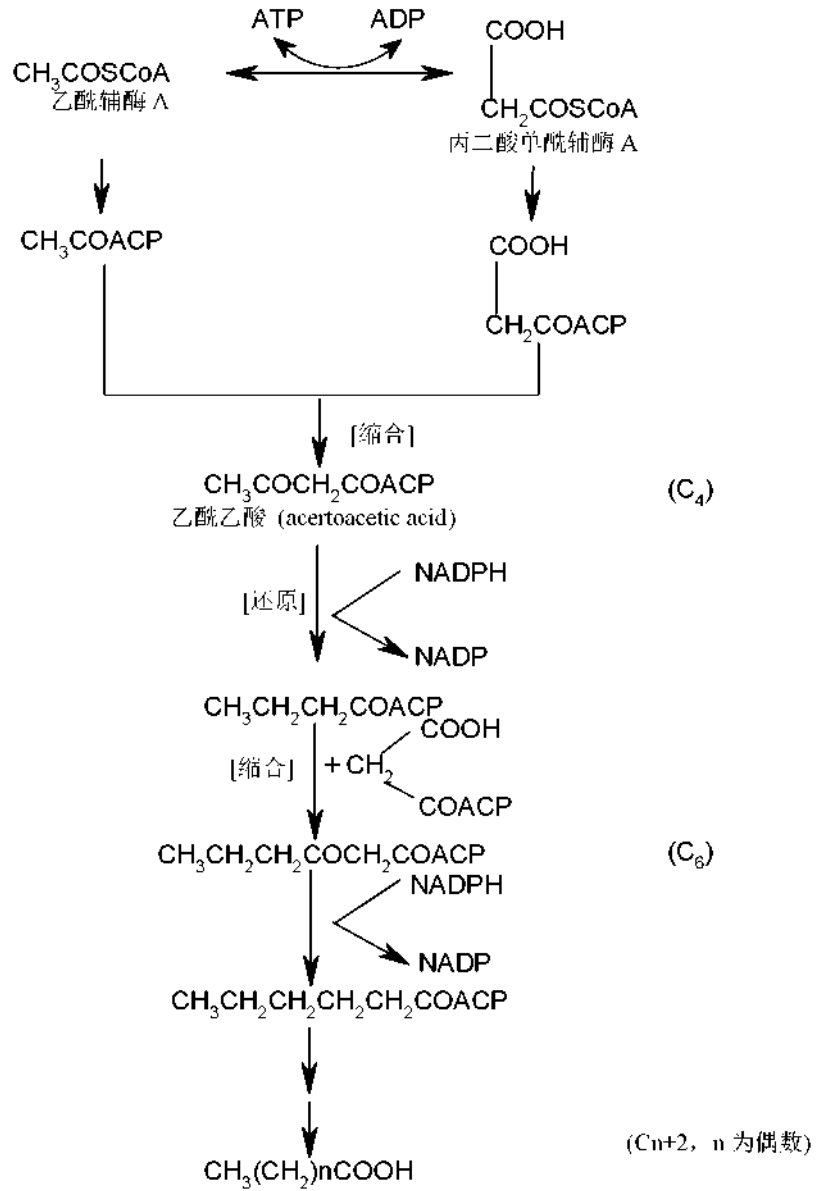 ATP ADP
COOH
CH₃COSCoA
乙酰辅酶 A
CH₂COSCoA
丙二酸单酰辅酶 A
CH₃COACP
COOH
CH₂COACP
[缩合]
CH₃COCH₂COACP (C₄)
乙酰乙酸 (acertoacetic acid)
NADPH
[还原]
NADP
CH₃CH₂CH₂COACP
COOH
[缩合] +CH₂
COACP
CH₃CH₂CH₂COCH₂COACP (C₆)
NADPH
NADP
CH₃CH₂CH₂CH₂CH₂COACP
(Cn+2, n 为偶数)
CH₃(CH₂)nCOOH